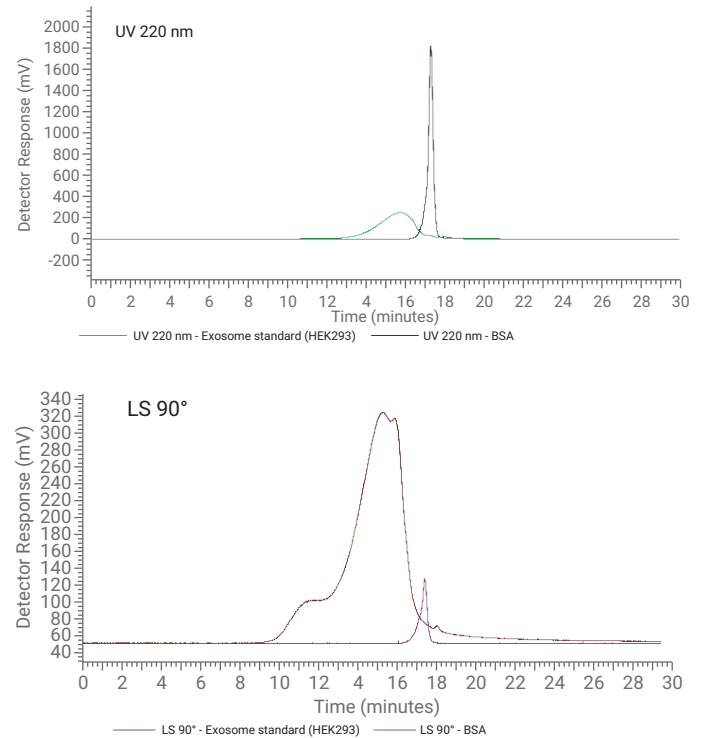 UV 220 nm
2000
1800
1600
1400
1200
1000
800
600
400
200
0
-200
Detector Response (mV)
0 2 4 6 8 10 12 4 16 18 20 22 24 26 28 30
Time (minutes)
UV 220 nm - Exosome standard (HEK293) UV 220 nm - BSA
LS 90°
340
320
300
280
260
240
220
200
180
160
140
120
100
80
60
40
Detector Response (mV)
0 2 4 6 8 10 12 14 16 18 20 22 24 26 28 30
Time (minutes)
LS 90° - Exosome standard (HEK293) LS 90° - BSA